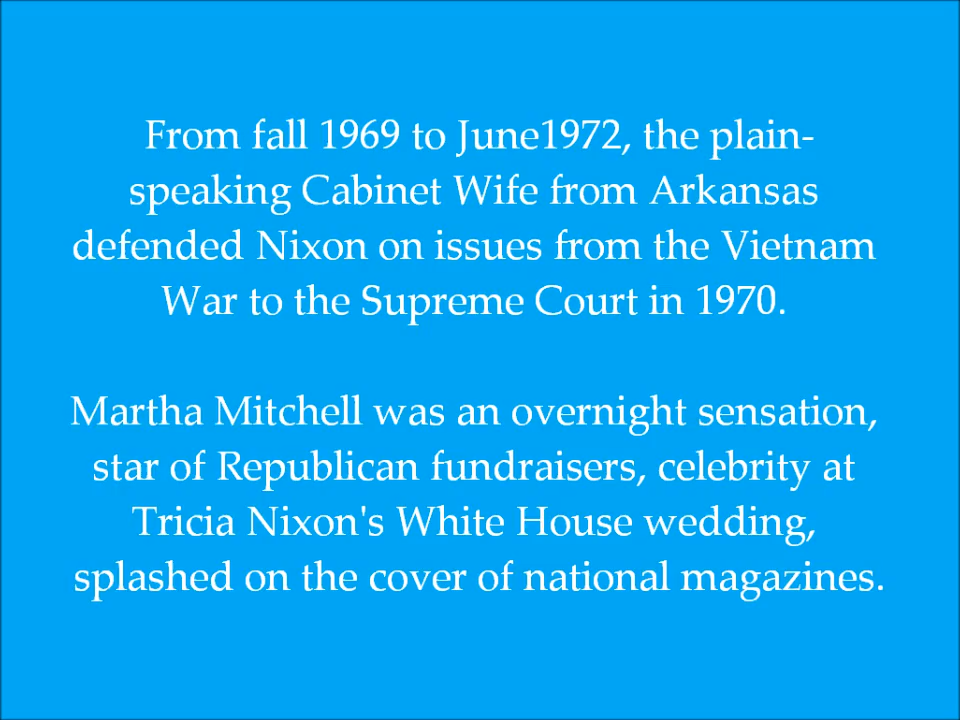 From fall 1969 to June1972, the plain-
speaking Cabinet Wife from Arkansas
defended Nixon on issues from the Vietnam
War to the Supreme Court in 1970.
Martha Mitchell was an overnight sensation,
star of Republican fundraisers, celebrity at
Tricia Nixon's White House wedding,
splashed on the cover of national magazines.